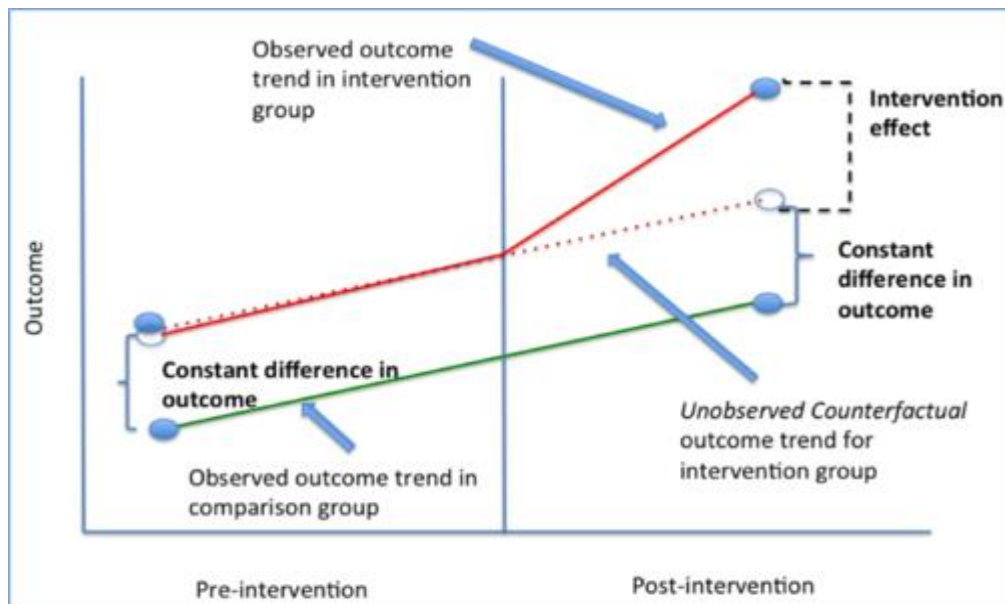 Observed outcome
trend in intervention
group
Intervention
effect
Constant
difference in
outcome
Outcome
Constant difference in
outcome
Unobserved Counterfactual
outcome trend for
intervention group
Observed outcome trend in
comparison group
Pre-intervention
Post-intervention